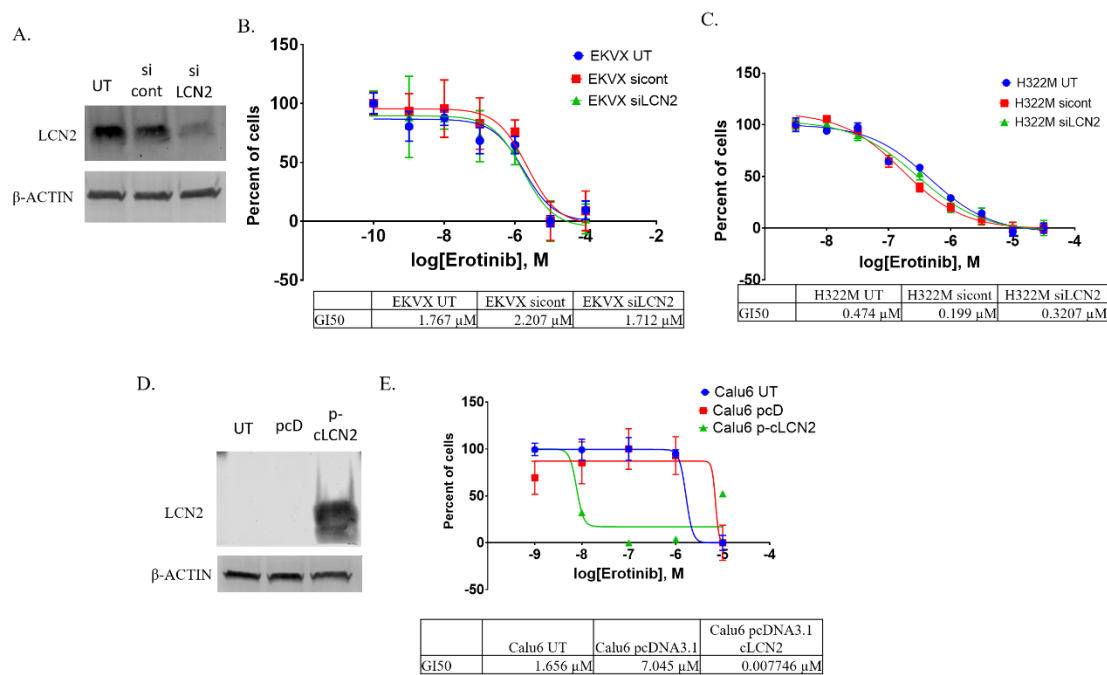 A.
UT
si
cont
si
LCN2
LCN2
β-ACTIN
B.
EKVX UT
EKVX sicont
EKVX siLCN2
Percent of cells
150
100
50
0
-50
-10
-8
-6
-4
-2
log[Erotinib], M
EKVX UT EKVX sicont EKVX siLCN2
GI50 1.767 µM 2.207 µM 1.712 µM
C.
H322M UT
H322M sicont
H322M siLCN2
Percent of cells
150
100
50
0
-50
-8
-7
-6
-5
-4
log[Erotinib], M
H322M UT H322M sicont H322M siLCN2
GI50 0.474 µM 0.199 µM 0.3207 µM
D.
UT
pcD
p-
cLCN2
LCN2
β-ACTIN
E.
Calu6 UT
Calu6 pcD
Calu6 p-cLCN2
Percent of cells
150
100
50
0
-50
-9
-8
-7
-6
-5
-4
log[Erotinib], M
Calu6 UT Calu6 pcDNA3.1 Calu6 pcDNA3.1
cLCN2
GI50 1.656 µM 7.045 µM 0.007746 µM